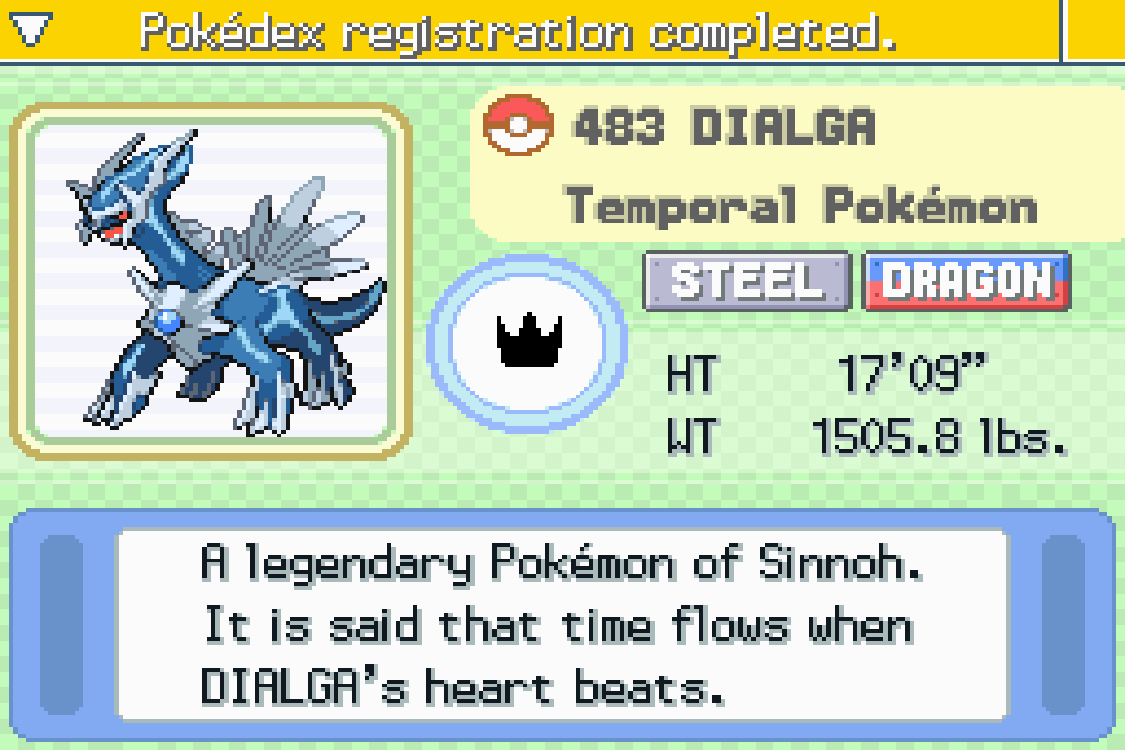 Pokédex registration completed.
483 DIALGA
Temporal Pokémon
STEEL DRAGON
HT 17'09”
WT 1505.8 lbs.
A legendary Pokémon of Sinnoh.
It is said that time flows when
DIALGA's heart beats.